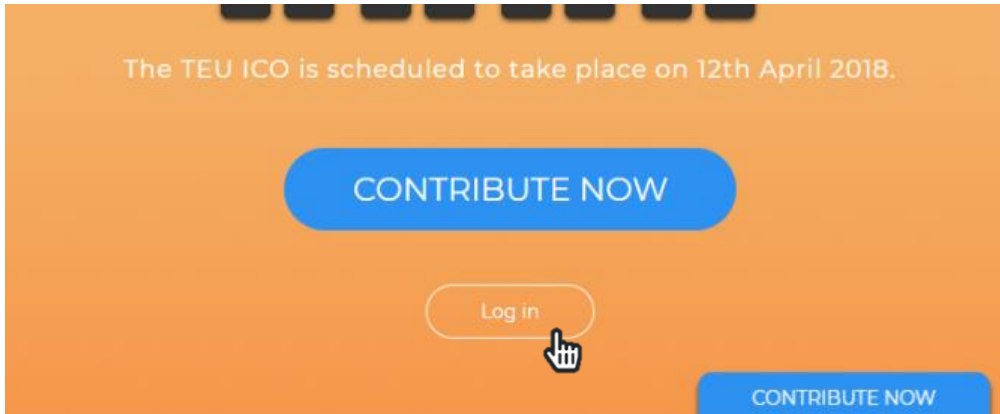 The TEU ICO is scheduled to take place on 12th April 2018.
CONTRIBUTE NOW
Log in
CONTRIBUTE NOW